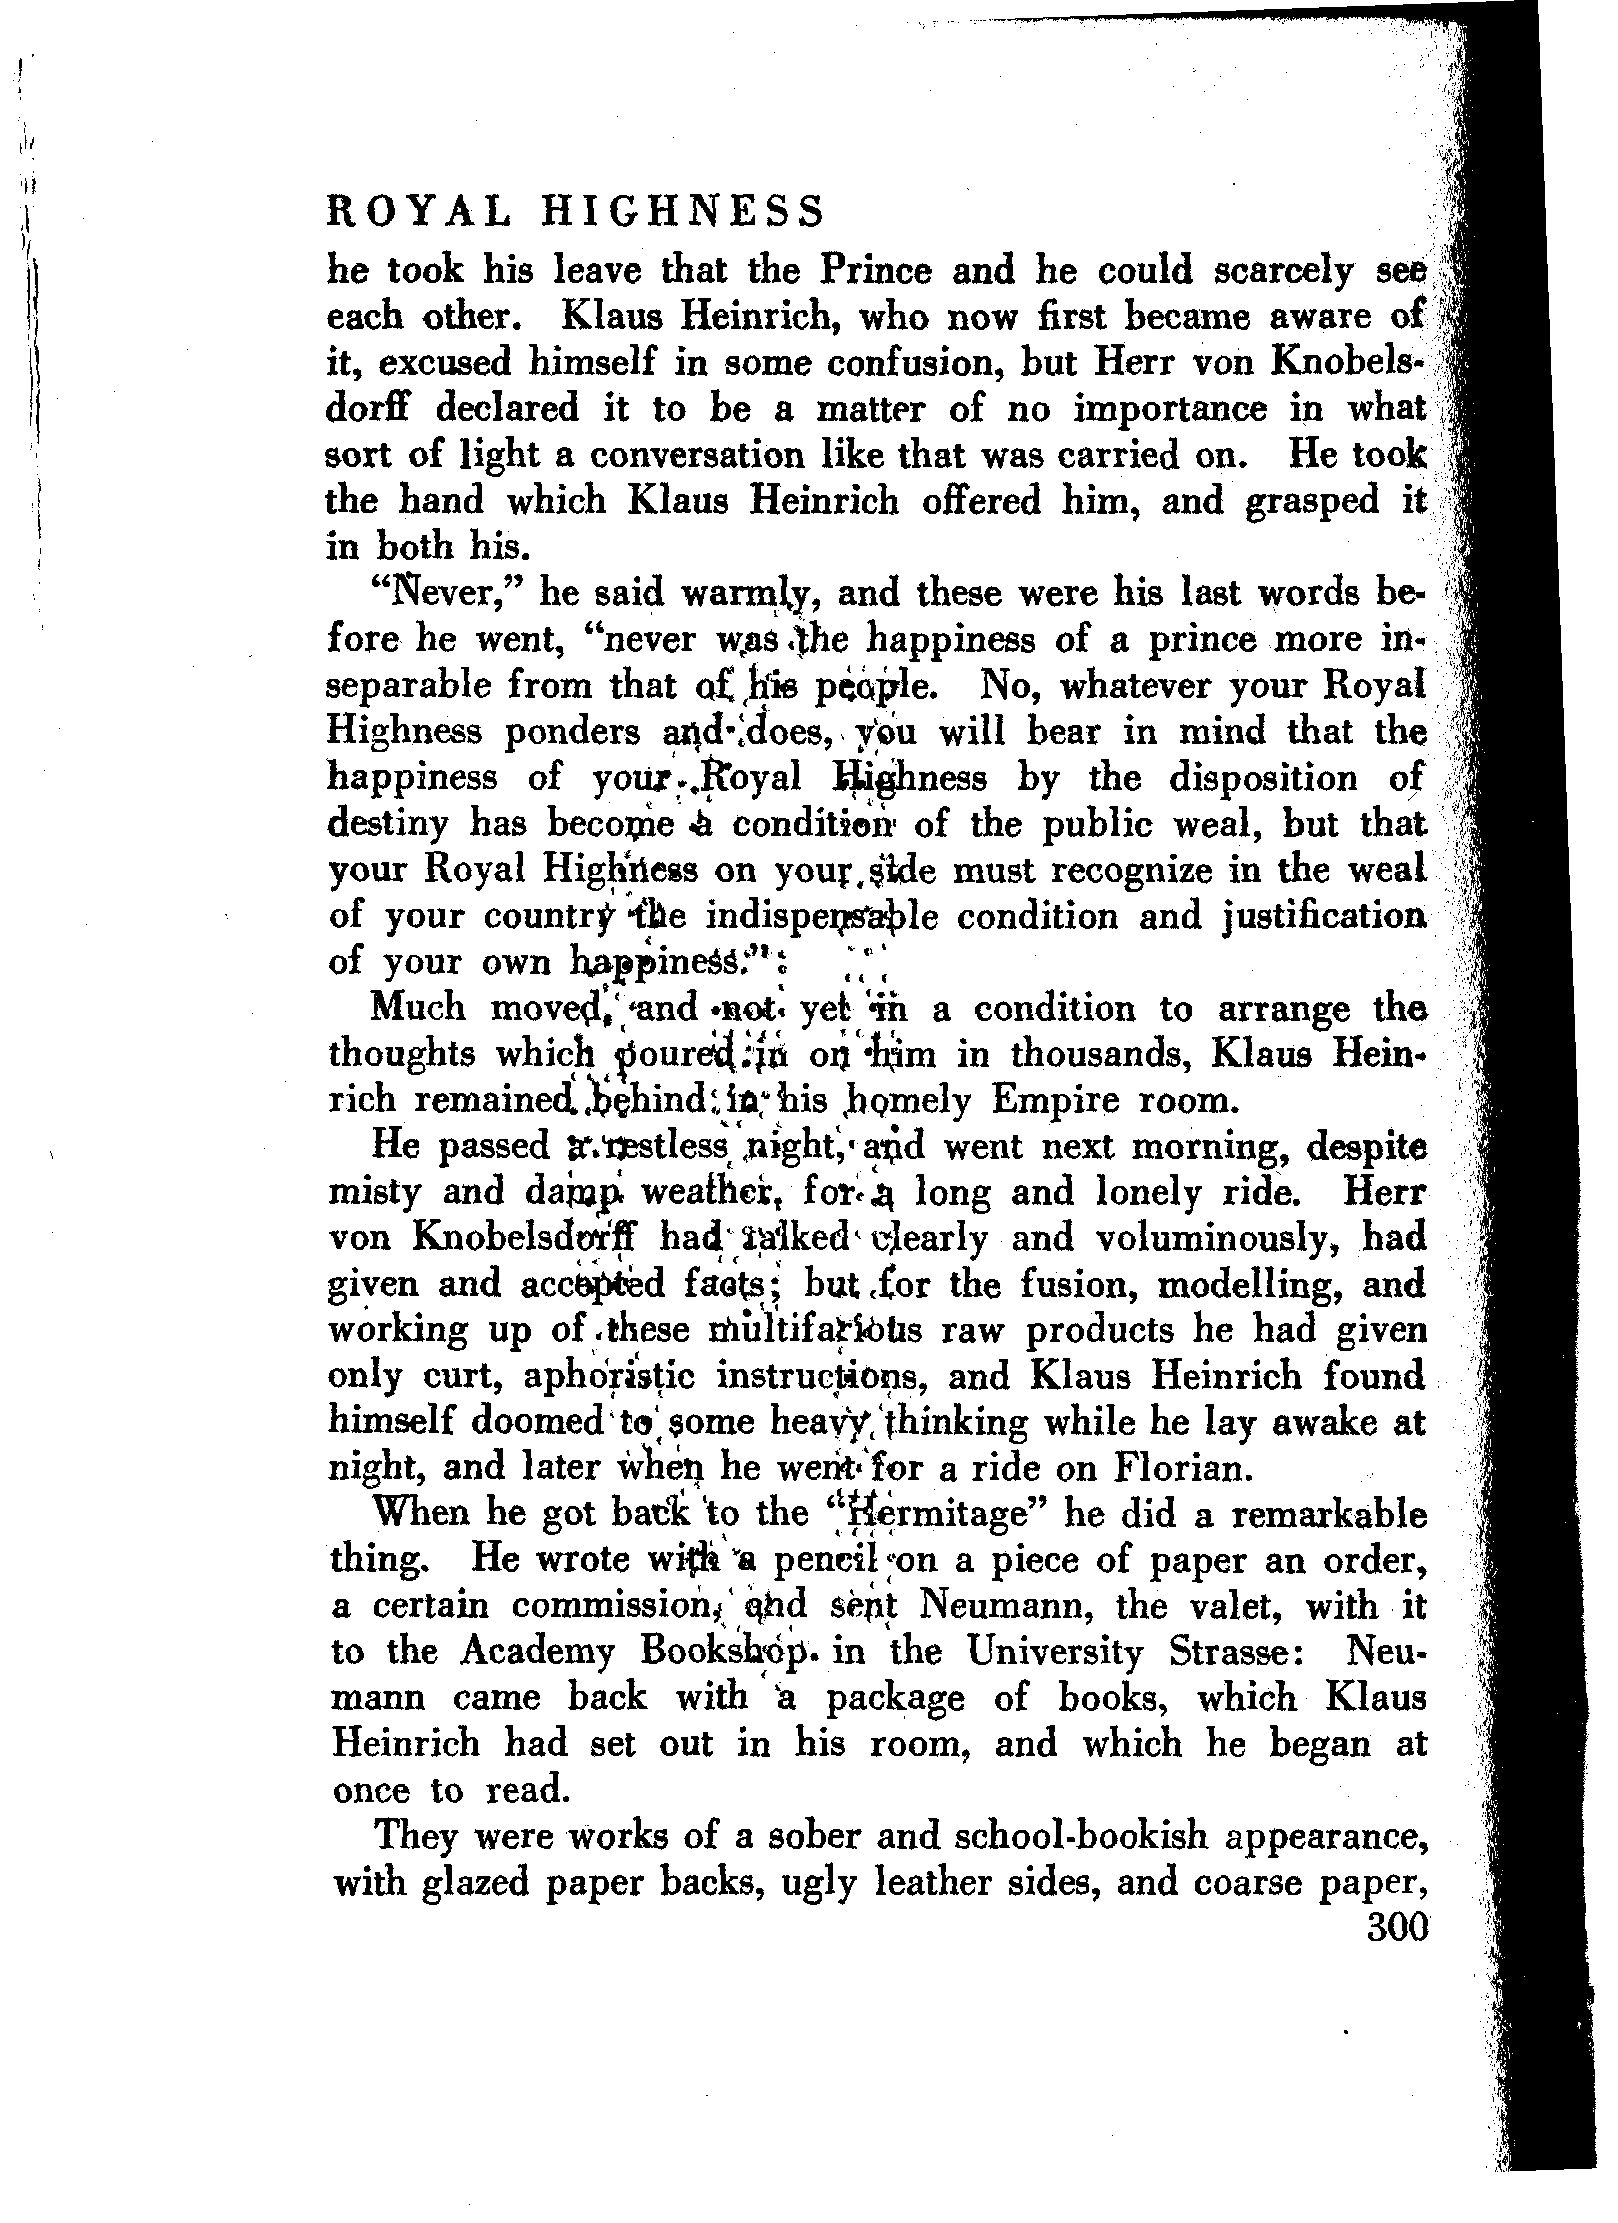 ROYAL HIGHNESS
he took his leave that the Prince and he could scarcely see
each other. Klaus Heinrich, who now first became aware of
it, excused himself in some confusion, but Herr von Knobels-
dorff declared it to be a matter of no importance in what
sort of light a conversation like that was carried on. He took
the hand which Klaus Heinrich offered him, and grasped it
in both his.
"Never," he said warmly, and these were his last words be-
fore he went, "never was the happiness of a prince more in-
separable from that of his people. No, whatever your Royal
Highness ponders and does, you will bear in mind that the
happiness of your Royal Highness by the disposition of
destiny has become a condition of the public weal, but that
your Royal Highness on your side must recognize in the weal
of your country the indispensable condition and justification
of your own happiness."
Much moved, and not yet in a condition to arrange the
thoughts which poured in on him in thousands, Klaus Hein-
rich remained behind in his homely Empire room.
He passed a restless night, and went next morning, despite
misty and damp weather, for a long and lonely ride. Herr
von Knobelsdorff had talked clearly and voluminously, had
given and accepted facts; but for the fusion, modelling, and
working up of these multifarious raw products he had given
only curt, aphoristic instructions, and Klaus Heinrich found
himself doomed to some heavy thinking while he lay awake at
night, and later when he went for a ride on Florian.
When he got back to the "Hermitage" he did a remarkable
thing. He wrote with a pencil on a piece of paper an order,
a certain commission, and sent Neumann, the valet, with it
to the Academy Bookshop in the University Strasse: Neu-
mann came back with a package of books, which Klaus
Heinrich had set out in his room, and which he began at
once to read.
They were works of a sober and school-bookish appearance,
with glazed paper backs, ugly leather sides, and coarse paper,
300